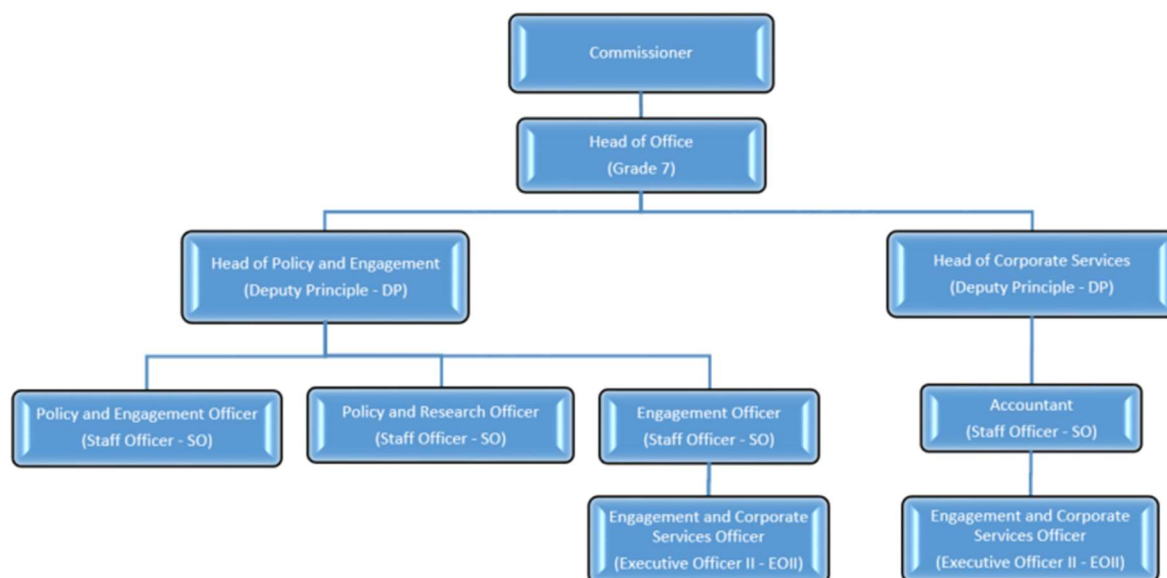 Commissioner
Head of Office
(Grade 7)
Head of Policy and Engagement
(Deputy Principle - DP)
Head of Corporate Services
(Deputy Principle - DP)
Policy and Engagement Officer
(Staff Officer - SO)
Policy and Research Officer
(Staff Officer - SO)
Engagement Officer
(Staff Officer - SO)
Accountant
(Staff Officer - SO)
Engagement and Corporate
Services Officer
(Executive Officer II - EOII)
Engagement and Corporate
Services Officer
(Executive Officer II - EOII)